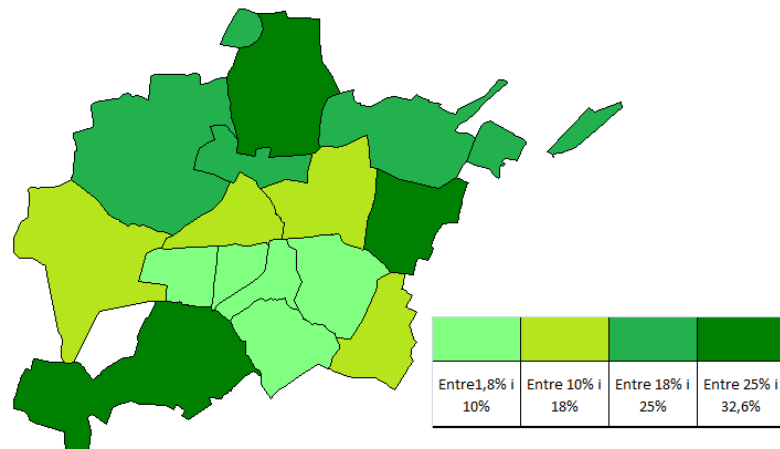 Entre1,8% i
10%
Entre 10% i
18%
Entre 18% i
25%
Entre 25% i
32,6%